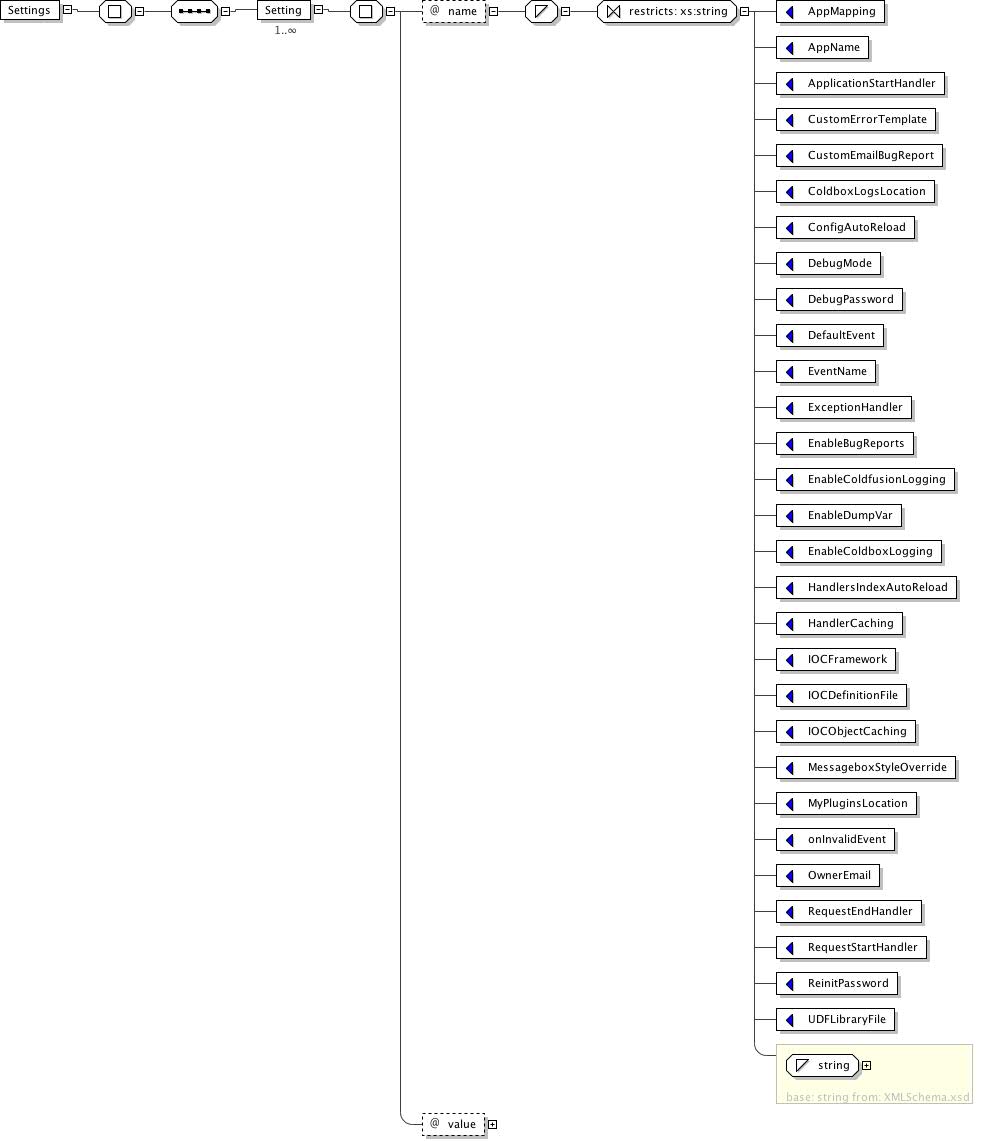 Settings
Setting
1..∞
@ name
restricts: xs:string
AppMapping
AppName
ApplicationStartHandler
CustomErrorTemplate
CustomEmailBugReport
ColdboxLogsLocation
ConfigAutoReload
DebugMode
DebugPassword
DefaultEvent
EventName
ExceptionHandler
EnableBugReports
EnableColdfusionLogging
EnableDumpVar
EnableColdboxLogging
HandlersIndexAutoReload
HandlerCaching
IOCFramework
IOCDefinitionFile
IOCObjectCaching
MessageboxStyleOverride
MyPluginsLocation
onInvalidEvent
OwnerEmail
RequestEndHandler
RequestStartHandler
ReinitPassword
UDFLibraryFile
string
base: string from: XMLSchema.xsd
@ value